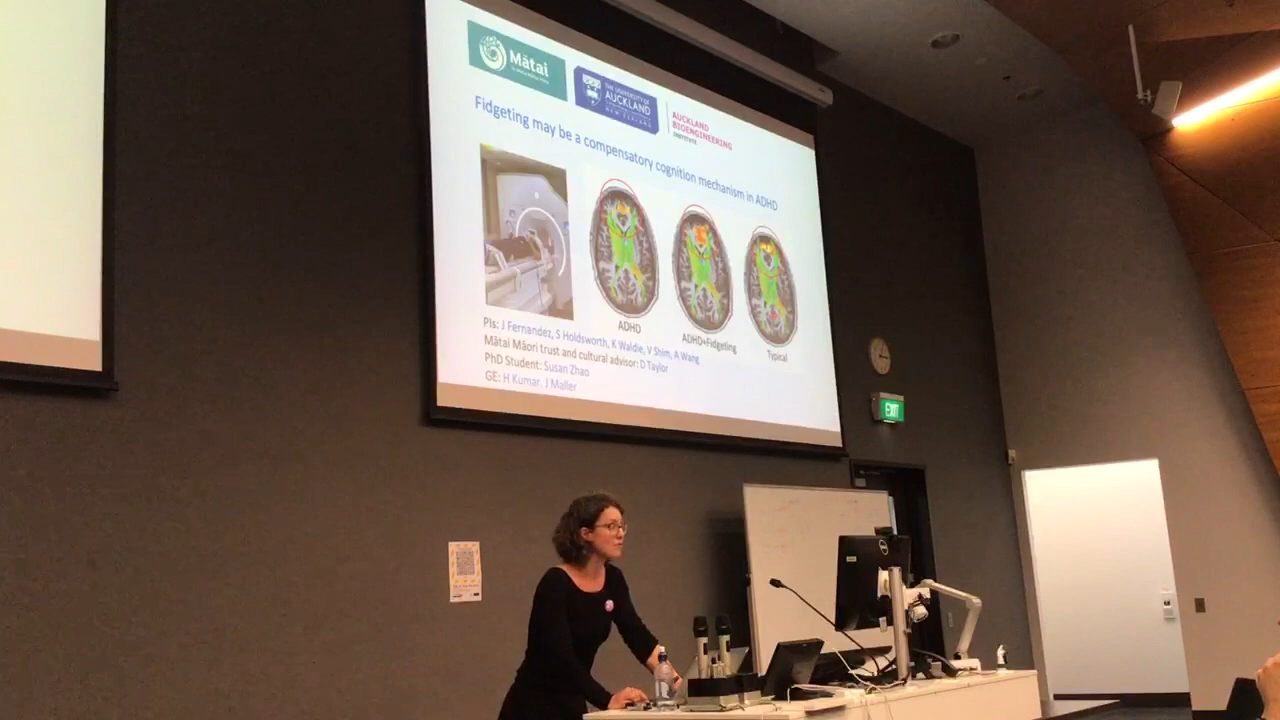 Mātai
THE UNIVERSITY OF
AUCKLAND
NEW ZEALAND
AUCKLAND
BIOENGINEERING
INSTITUTE
Fidgeting may be a compensatory cognition mechanism in ADHD
ADHD
ADHD+Fidgeting
Typical
PIs: J Fernandez, S Holdsworth, K Waldie, V Shim, A Wang
Mātai Māori trust and cultural advisor: D Taylor
PhD Student: Susan Zhao
GE: H Kumar, J Maller
EXIT
DELL